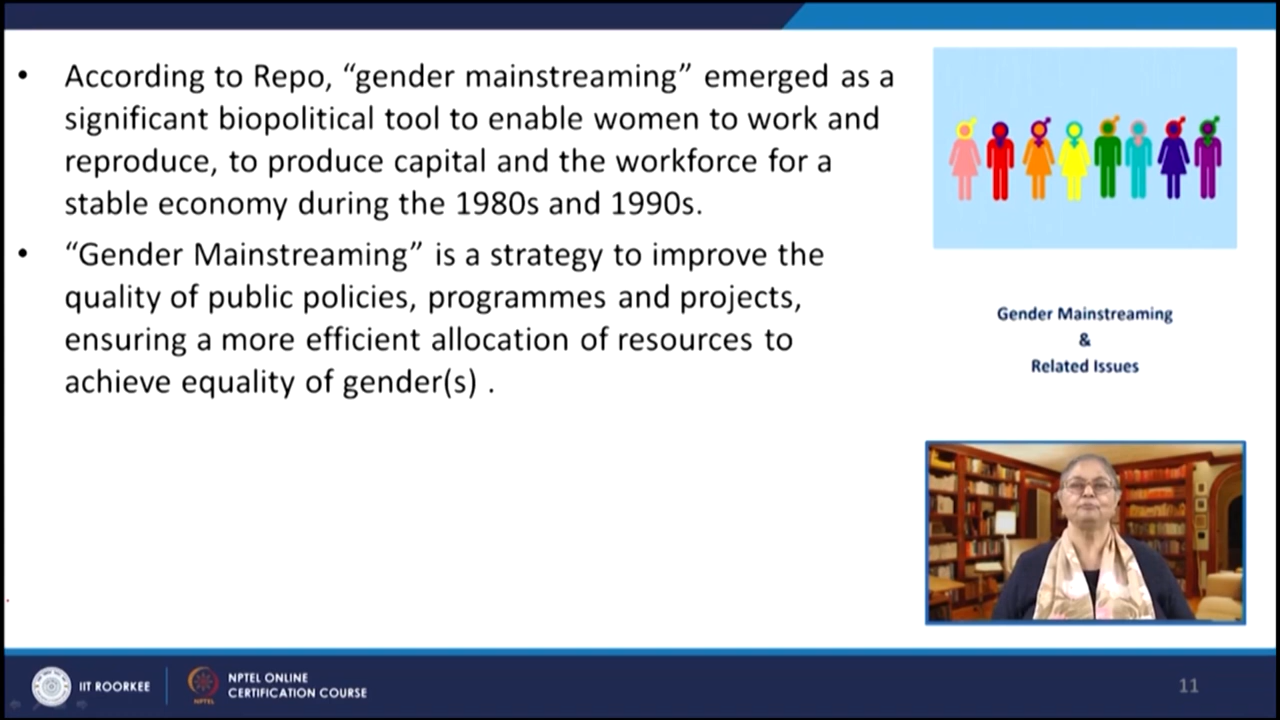 • According to Repo, “gender mainstreaming” emerged as a
significant biopolitical tool to enable women to work and
reproduce, to produce capital and the workforce for a
stable economy during the 1980s and 1990s.
• “Gender Mainstreaming” is a strategy to improve the
quality of public policies, programmes and projects,
ensuring a more efficient allocation of resources to
achieve equality of gender(s) .
Gender Mainstreaming
&
Related Issues
IIT ROORKEE
NPTEL
NPTEL ONLINE
CERTIFICATION COURSE
11